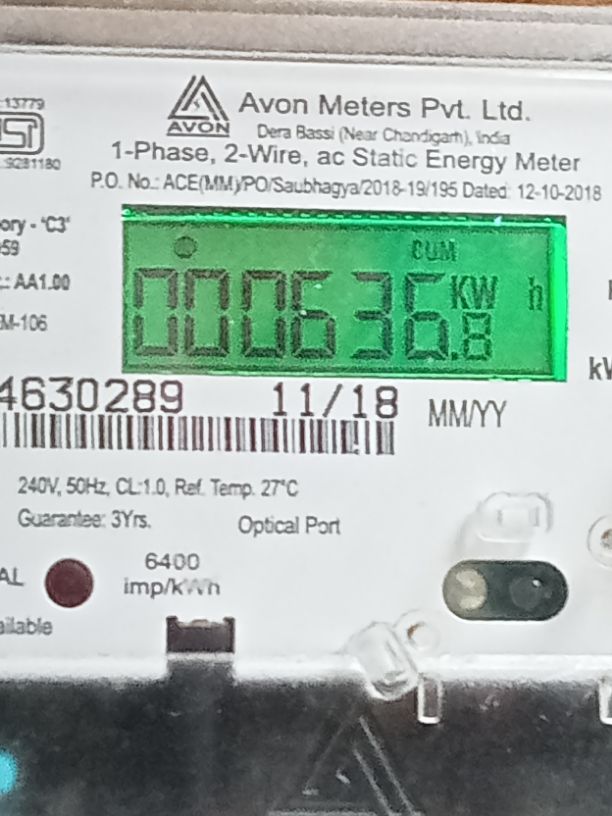 :13779
Avon Meters Pvt. Ltd.
AVON
Dera Bassi (Near Chandigarh), India
.9281180
1-Phase, 2-Wire, ac Static Energy Meter
P.O. No.: ACE(MM)/PO/Saubhagya/2018-19/195 Dated: 12-10-2018
ory - 'C3'
59
CUM
.: AA1.00
000636.8 KW h
M-106
4630289 11/18 MM/YY
240V, 50Hz, CL:1.0, Ref. Temp. 27°C
Guarantee: 3Yrs.
Optical Port
AL
6400
imp/kWh
ailable